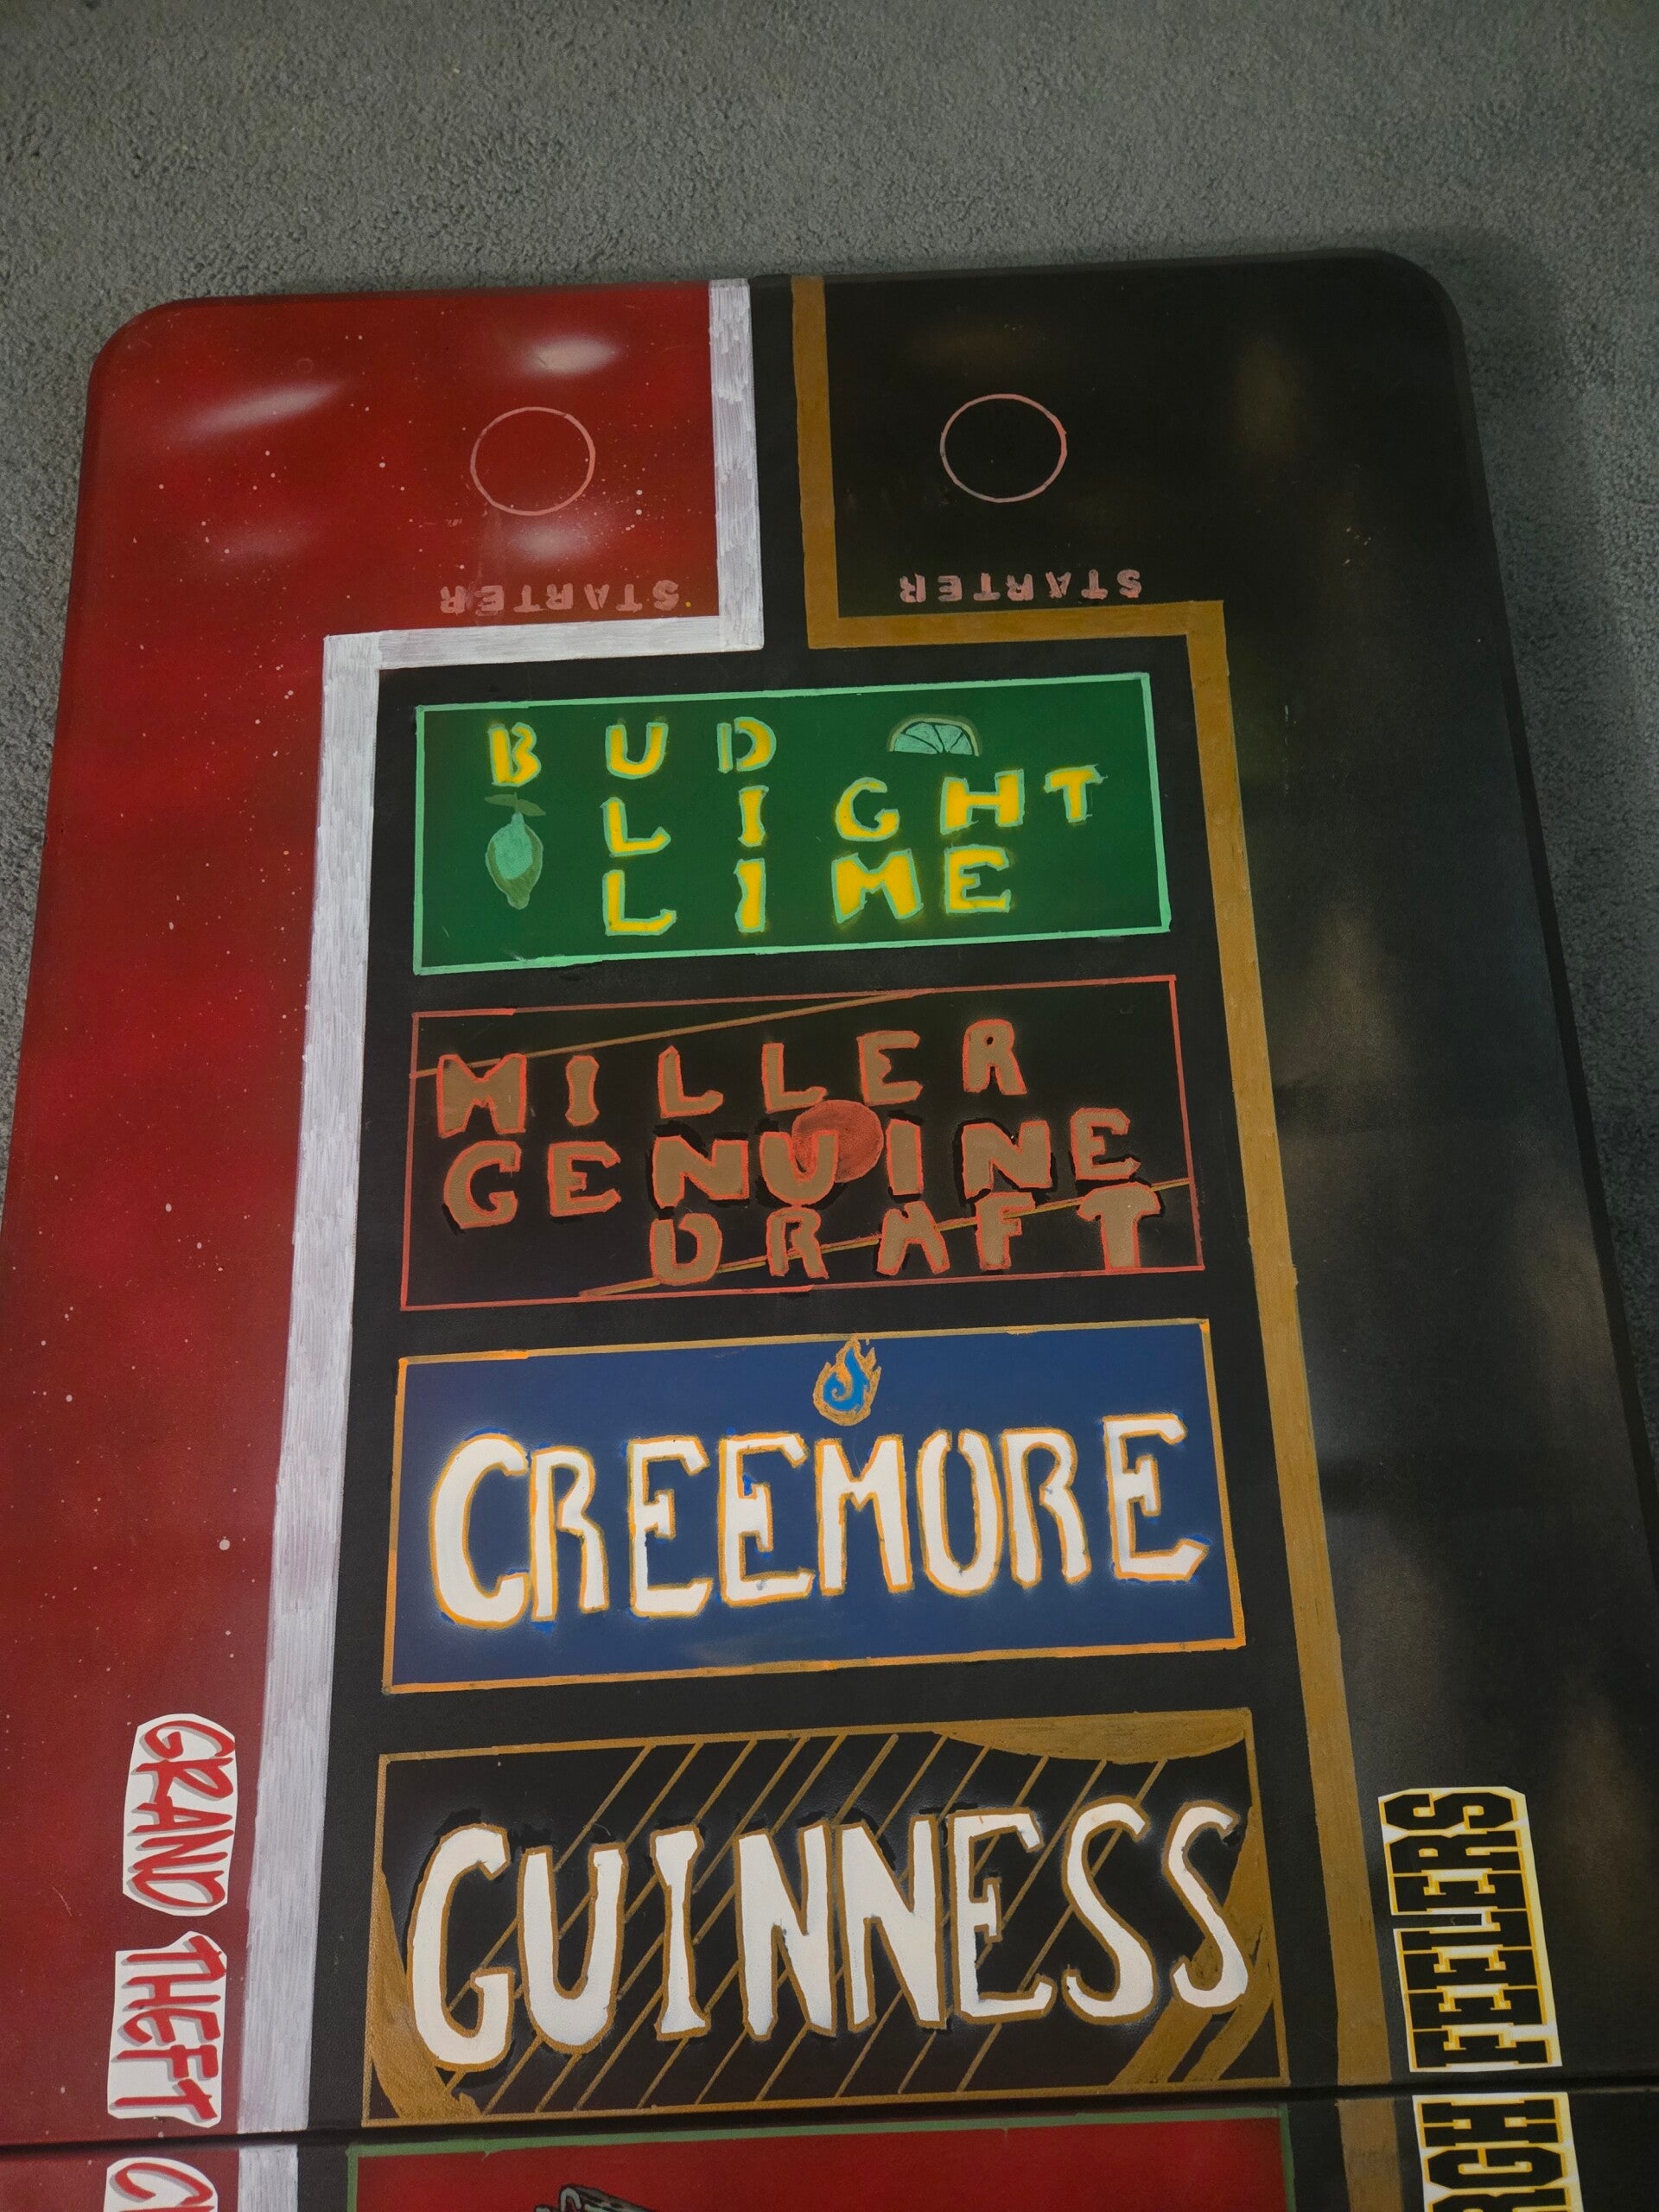 STARTER
STARTER
BUD
LIGHT
LIME
MILLER
GENUINE
DRAFT
CREEMORE
GUINNESS
GRAND THEFT
STEELERS